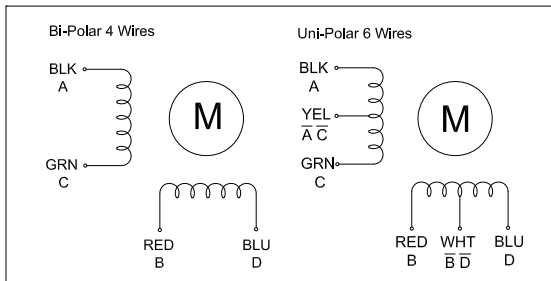 Bi-Polar 4 Wires
BLK
A
M
GRN
C
RED
B
BLU
D
Uni-Polar 6 Wires
BLK
A
YEL
A̅ C̅
M
GRN
C
RED
B
WHT
B̅ D̅
BLU
D